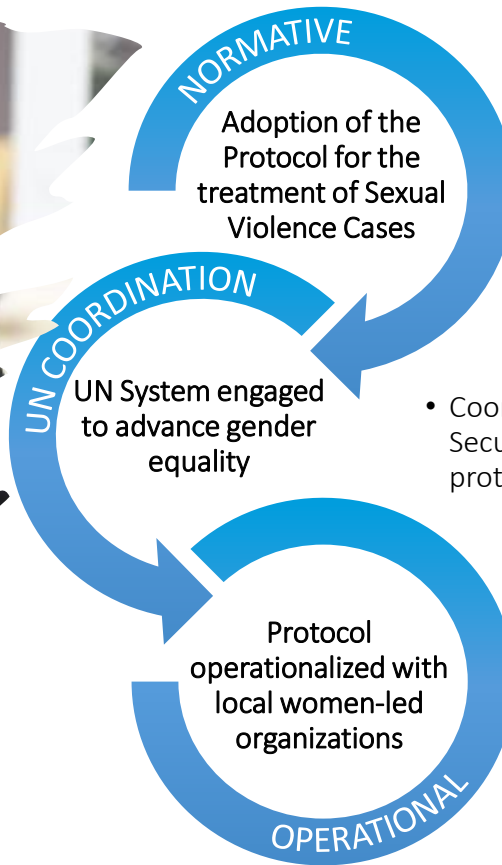 NORMATIVE
Adoption of the
Protocol for the
treatment of Sexual
Violence Cases
UN COORDINATION
UN System engaged
to advance gender
equality
•
Protocol
operationalized with
local women-led
organizations
OPERATIONAL